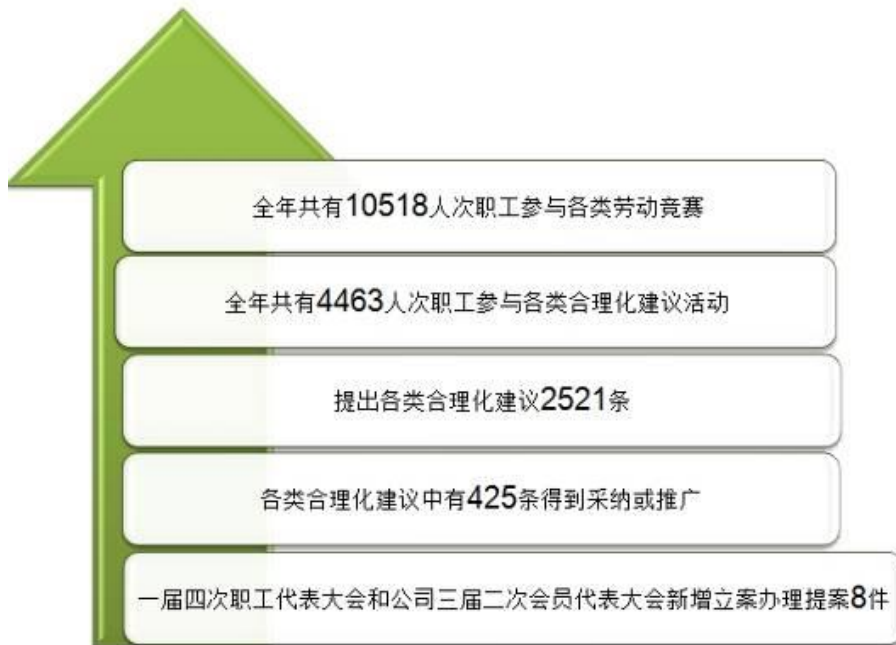 全年共有10518人次职工参与各类劳动竞赛
全年共有4463人次职工参与各类合理化建议活动
提出各类合理化建议2521条
各类合理化建议中有425条得到采纳或推广
一届四次职工代表大会和公司三届二次会员代表大会新增立案办理提案8件